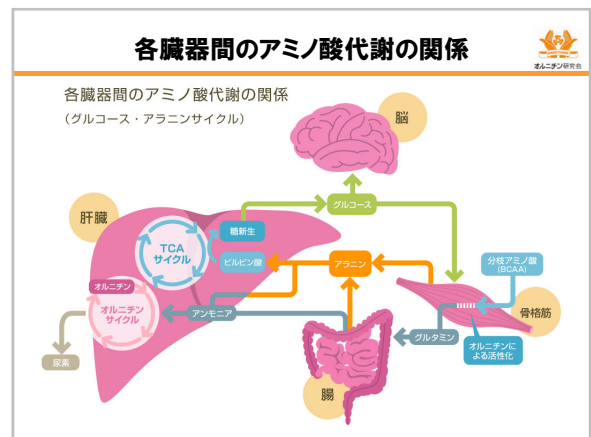 各臓器間のアミノ酸代謝の関係
オルニチン研究会
各臓器間のアミノ酸代謝の関係
(グルコース・アラニンサイクル)
脳
グルコース
肝臓
糖新生
TCA
サイクル
ピルビン酸
アラニン
分枝アミノ酸
(BCAA)
オルニチン
オルニチン
サイクル
アンモニア
骨格筋
グルタミン
オルニチンに
よる活性化
尿素
腸